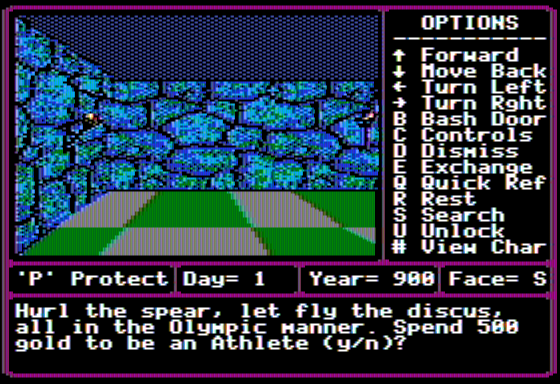 OPTIONS
------------
↑ Forward
↓ Move Back
← Turn Left
→ Turn Rght
B Bash Door
C Controls
D Dismiss
E Exchange
Q Quick Ref
R Rest
S Search
U Unlock
# View Char
'P' Protect Day= 1 Year= 900 Face= S
Hurl the spear, let fly the discus,
all in the Olympic manner. Spend 500
gold to be an Athlete (y/n)?